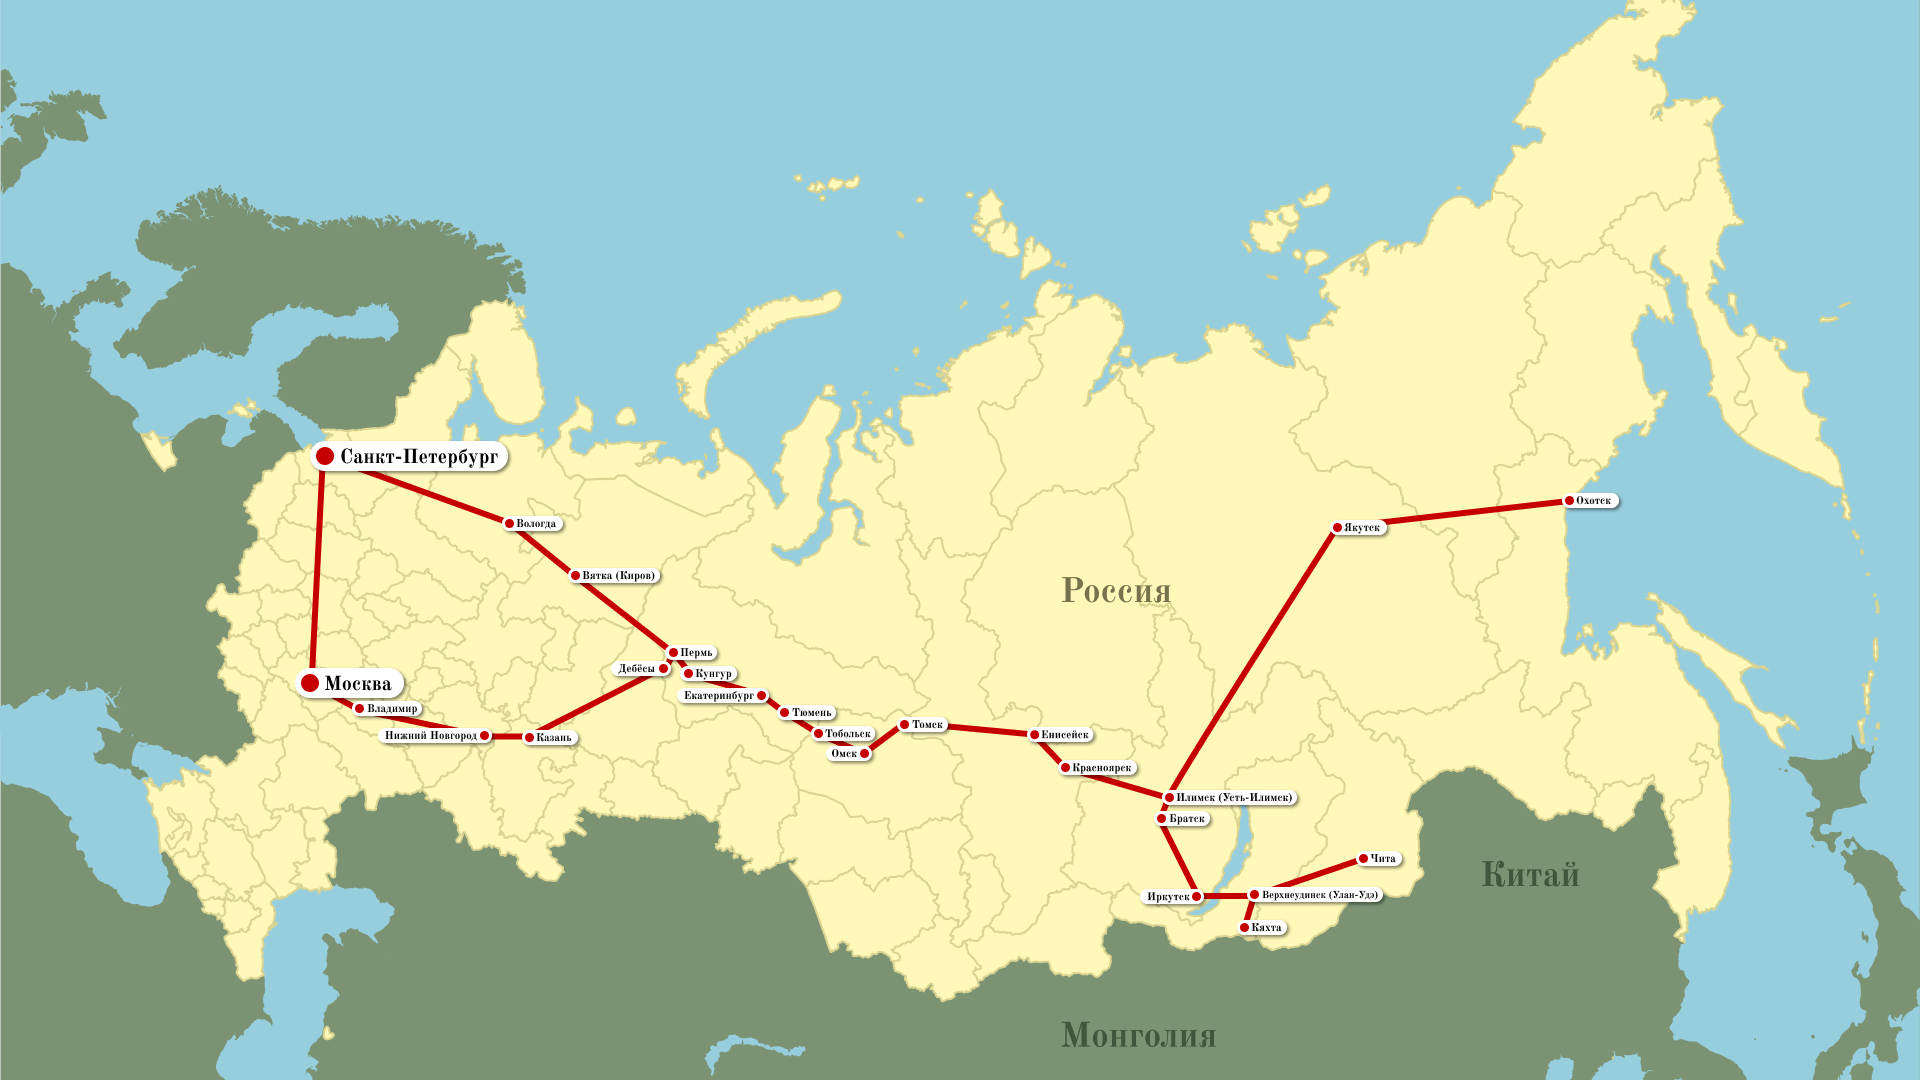 Санкт-Петербург
Охотск
Вологда
Якутск
Вятка (Киров)
Россия
Пермь
Дебёсы
Кунгур
Москва
Екатеринбург
Владимир
Тюмень
Томск
Тобольск
Енисейск
Нижний Новгород
Казань
Омск
Красноярск
Илимск (Усть-Илимск)
Братск
Чита
Китай
Иркутск
Верхнеудинск (Улан-Удэ)
Кяхта
Монголия